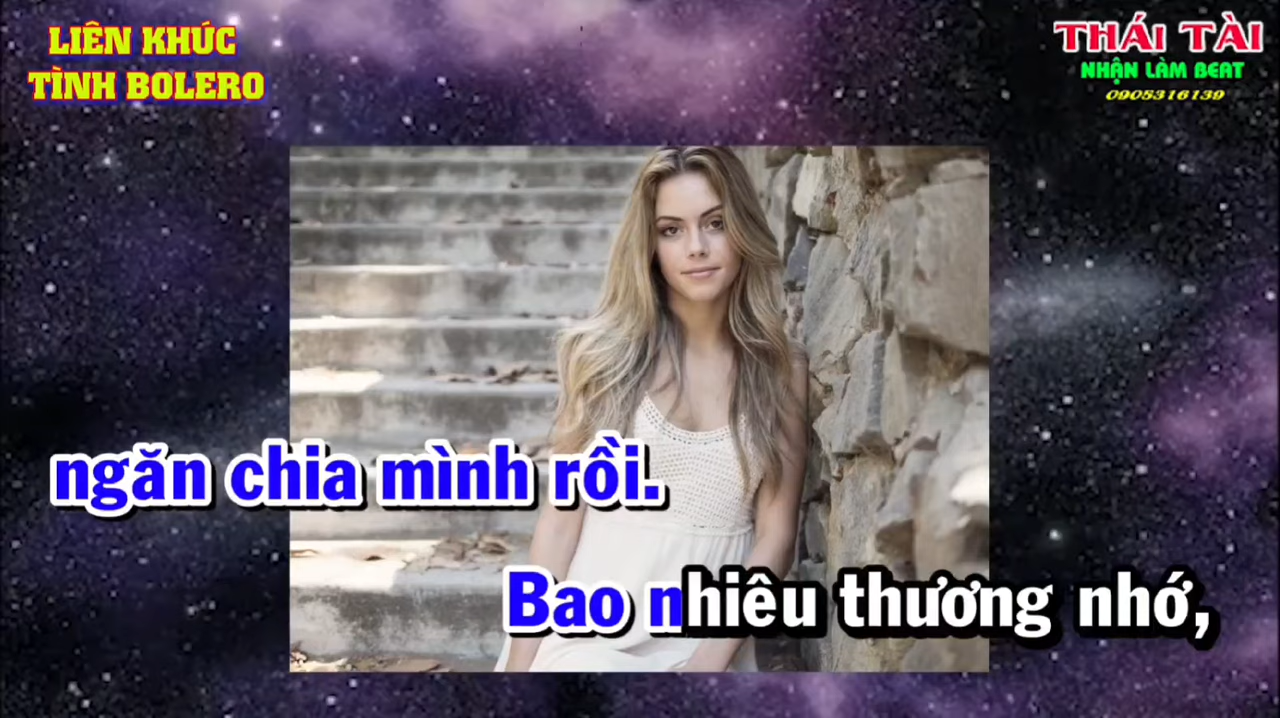 LIÊN KHÚC
TÌNH BOLERO
THÁI TÀI
NHẬN LÀM BEAT
0905316139
ngăn chia mình rồi.
Bao nhiêu thương nhớ,